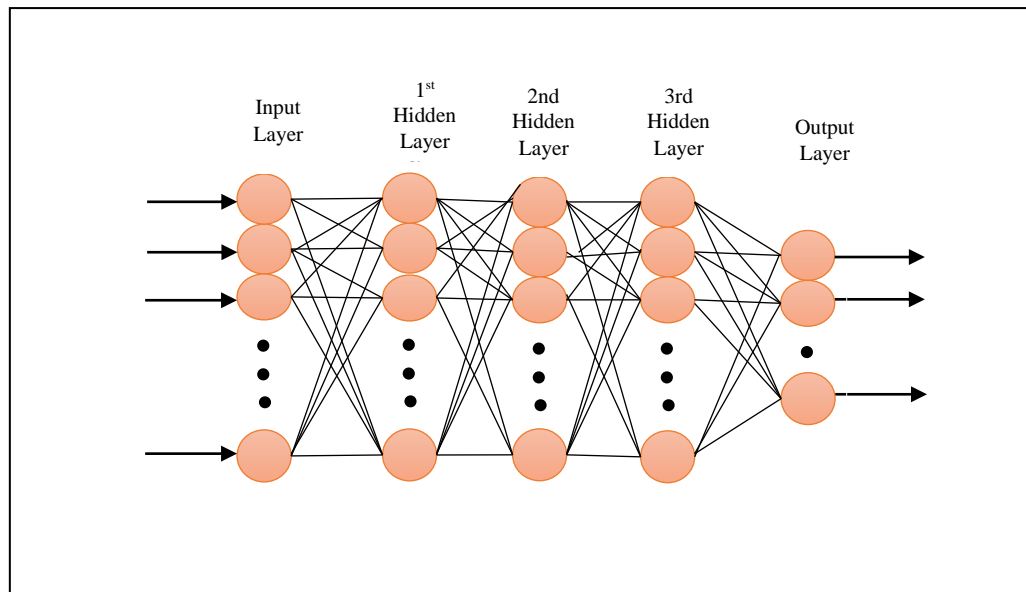 Input
Layer
1st
Hidden
Layer
2nd
Hidden
Layer
3rd
Hidden
Layer
Output
Layer